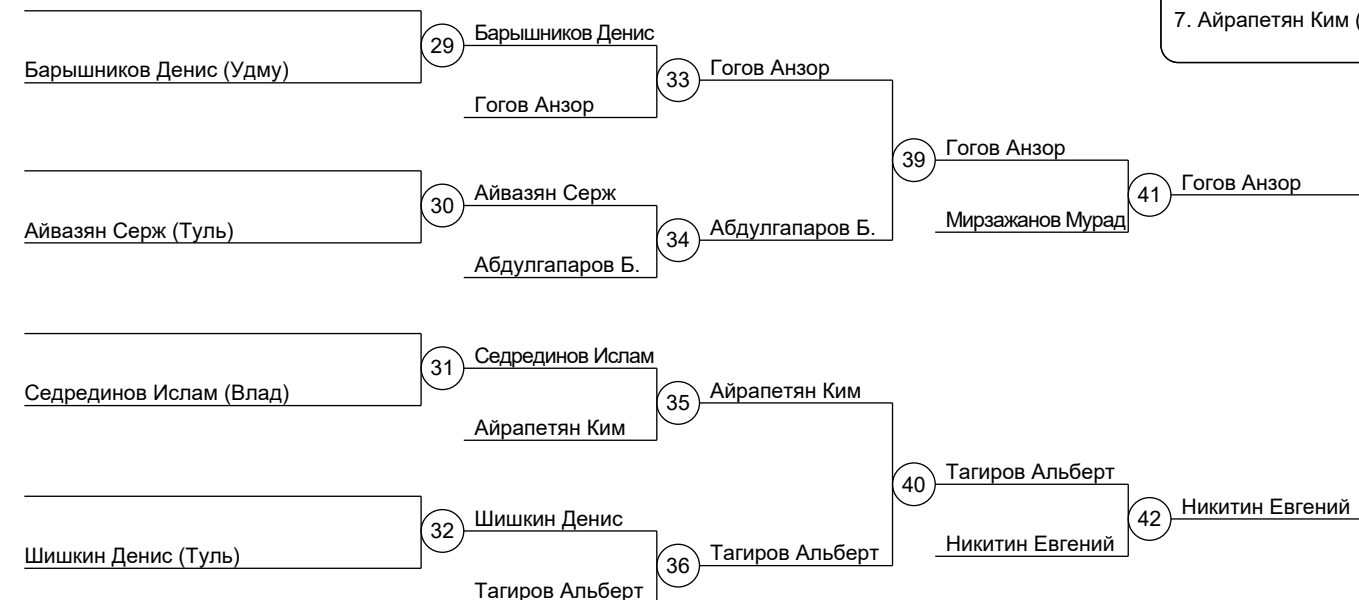 7. Айрапетян Ким (
Барышников Денис (Удму)
29
Барышников Денис
Гогов Анзор
33
Гогов Анзор
Айвазян Серж (Туль)
30
Айвазян Серж
Абдулгапаров Б.
34
Абдулгапаров Б.
39
Гогов Анзор
Мирзажанов Мурад
41
Гогов Анзор
Седрединов Ислам (Влад)
31
Седрединов Ислам
Айрапетян Ким
35
Айрапетян Ким
Шишкин Денис (Туль)
32
Шишкин Денис
Тагиров Альберт
36
Тагиров Альберт
40
Тагиров Альберт
Никитин Евгений
42
Никитин Евгений